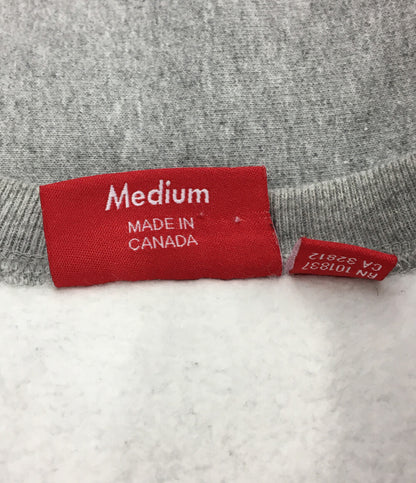 Medium
MADE IN
CANADA
RN 101837
CA 32812